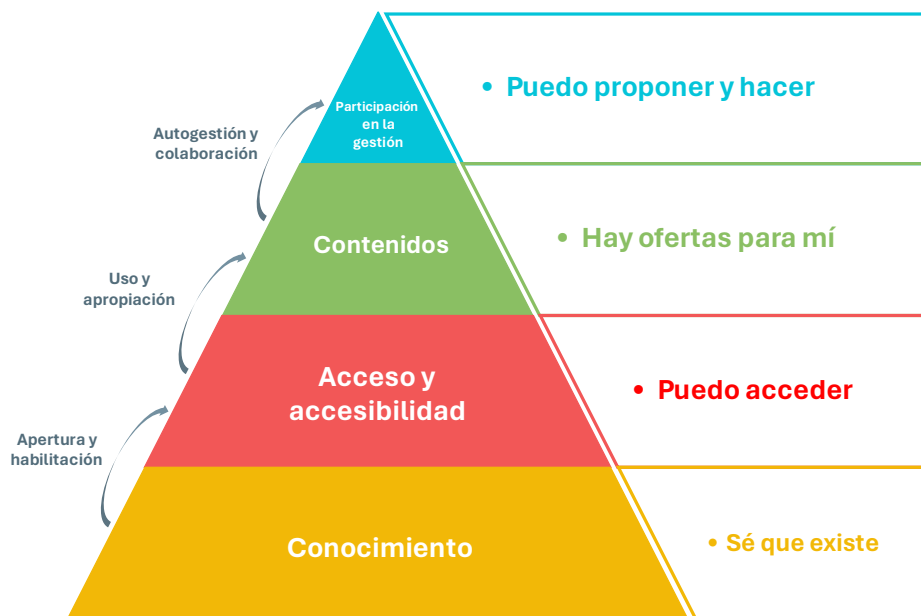 • Puedo proponer y hacer
Participación
en la
gestión
Autogestión y
colaboración
Contenidos
• Hay ofertas para mí
Uso y
apropiación
Acceso y
accesibilidad
• Puedo acceder
Apertura y
habilitación
Conocimiento
• Sé que existe